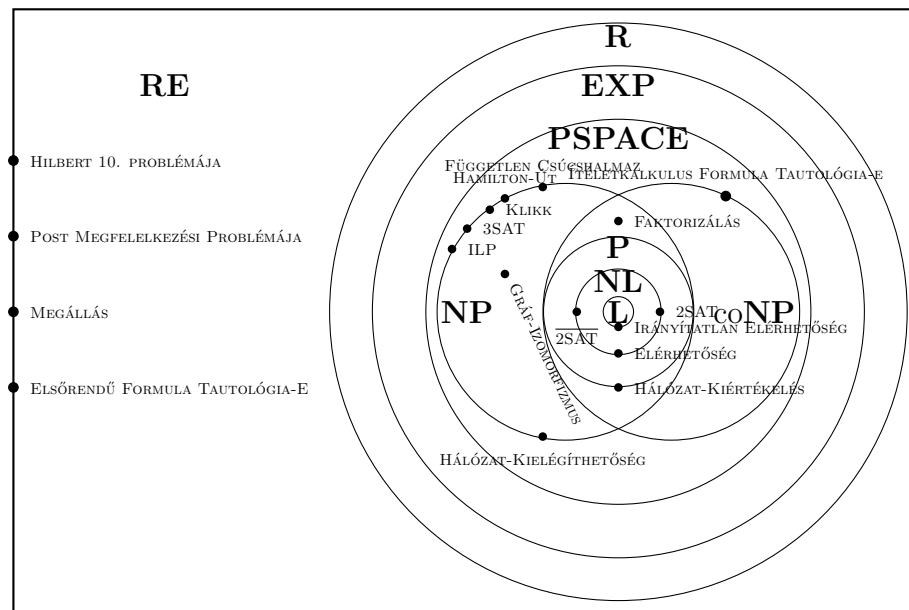 R
RE
EXP
PSPACE
Hilbert 10. problémája
Független Csúcshalmaz
Ítéletkalkulus Formula Tautológia-e
Hamilton-Út
Klikk
3SAT
Faktorizálás
Post Megfelelkezési Problémája
ILP
P
Gráf-Izomorfizmus
NL
Megállás
NP
L
2SAT
coNP
2SAT
Irányítatlan Elérhetőség
Elérhetőség
Elsőrendű Formula Tautológia-E
Hálózat-Kiértékelés
Hálózat-Kielégíthetőség